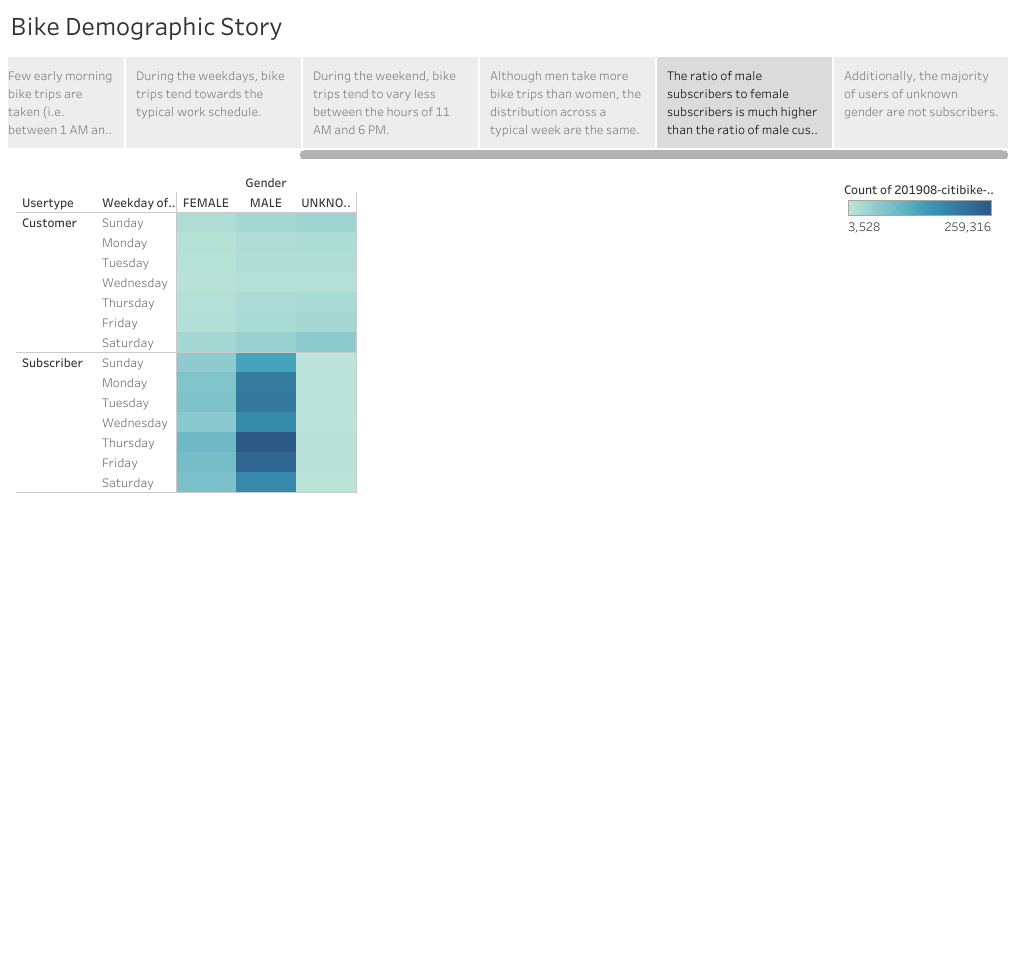 Bike Demographic Story
Few early morning
bike trips are
taken (i.e.
between 1 AM an..
During the weekdays, bike
trips tend towards the
typical work schedule.
During the weekend, bike
trips tend to vary less
between the hours of 11
AM and 6 PM.
Although men take more
bike trips than women, the
distribution across a
typical week are the same.
The ratio of male
subscribers to female
subscribers is much higher
than the ratio of male cus..
Additionally, the majority
of users of unknown
gender are not subscribers.
Gender
Usertype Weekday of.. FEMALE MALE UNKNO..
Customer Sunday
Monday
Tuesday
Wednesday
Thursday
Friday
Saturday
Subscriber Sunday
Monday
Tuesday
Wednesday
Thursday
Friday
Saturday
Count of 201908-citibike-..
3,528 259,316